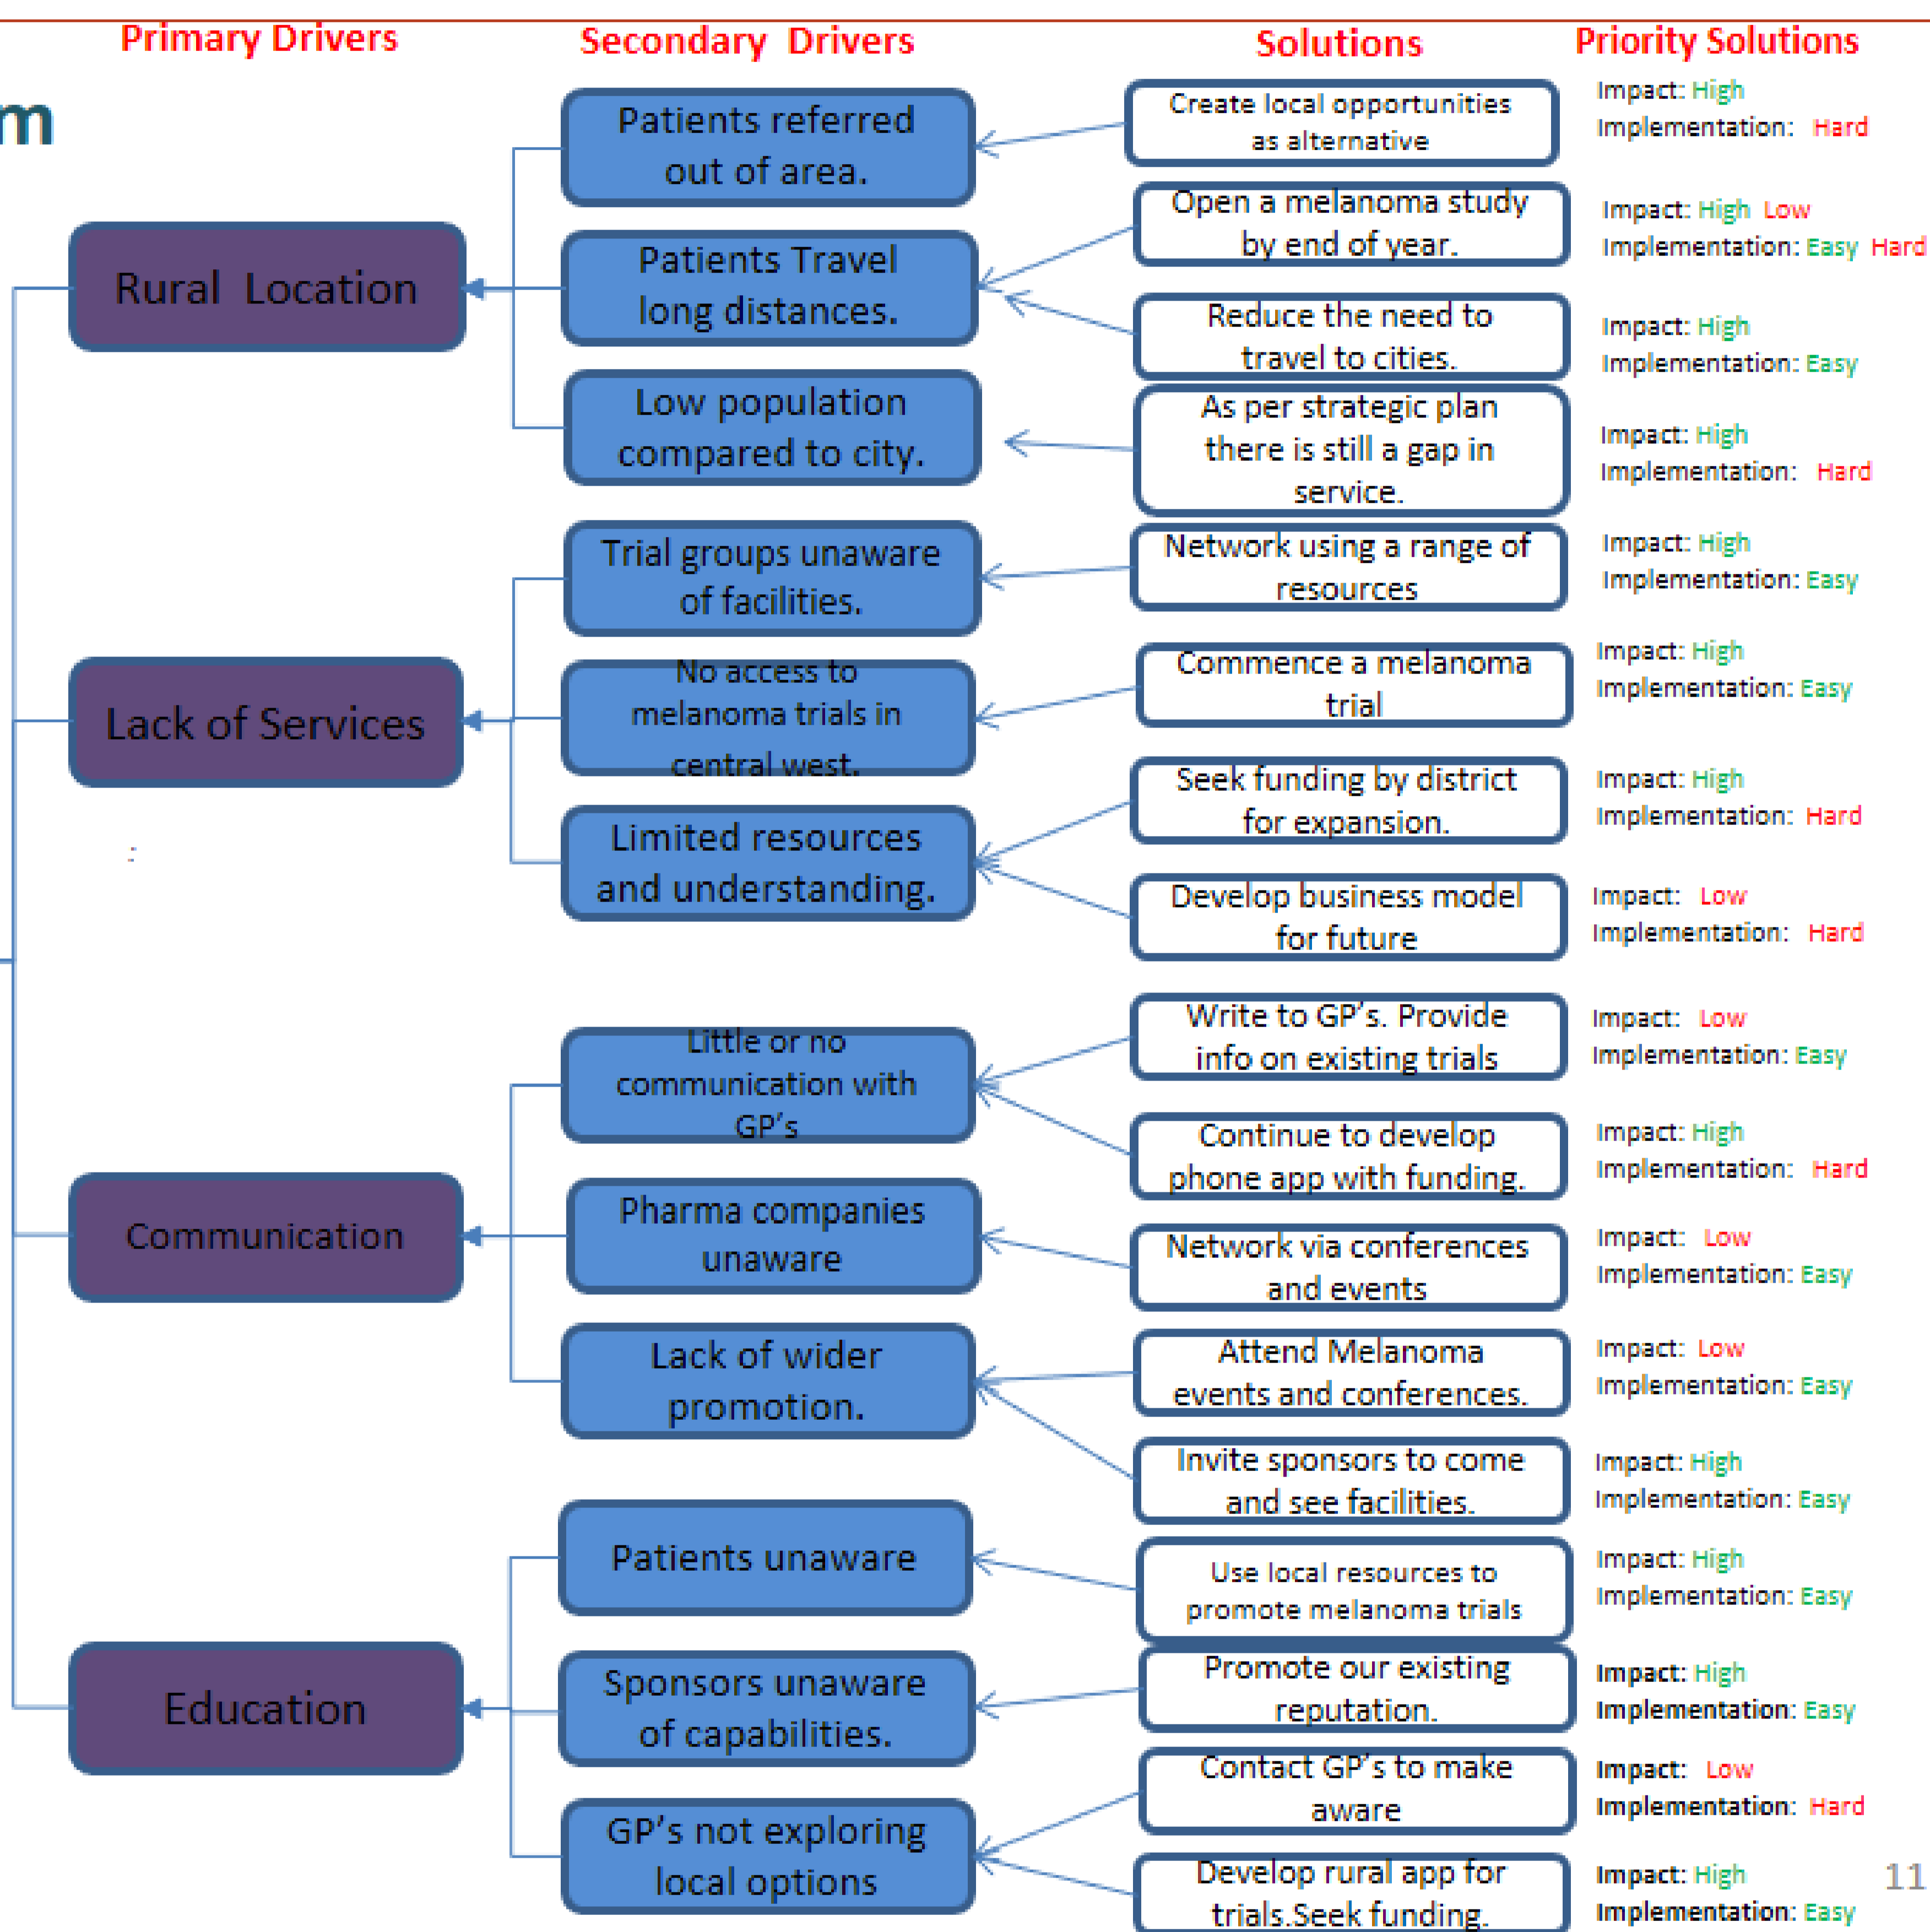 Primary Drivers
Secondary Drivers
Solutions
Priority Solutions
m
Rural Location
Patients referred
out of area.
Create local opportunities
as alternative
Impact: High
Implementation: Hard
Patients Travel
long distances.
Open a melanoma study
by end of year.
Impact: High Low
Implementation: Easy Hard
Reduce the need to
travel to cities.
Impact: High
Implementation: Easy
Low population
compared to city.
As per strategic plan
there is still a gap in
service.
Impact: High
Implementation: Hard
Lack of Services
Trial groups unaware
of facilities.
Network using a range of
resources
Impact: High
Implementation: Easy
No access to
melanoma trials in
central west.
Commence a melanoma
trial
Impact: High
Implementation: Easy
Limited resources
and understanding.
Seek funding by district
for expansion.
Impact: High
Implementation: Hard
Develop business model
for future
Impact: Low
Implementation: Hard
Communication
Little or no
communication with
GP's
Write to GP's. Provide
info on existing trials
Impact: Low
Implementation: Easy
Continue to develop
phone app with funding.
Impact: High
Implementation: Hard
Pharma companies
unaware
Network via conferences
and events
Impact: Low
Implementation: Easy
Lack of wider
promotion.
Attend Melanoma
events and conferences.
Impact: Low
Implementation: Easy
Invite sponsors to come
and see facilities.
Impact: High
Implementation: Easy
Education
Patients unaware
Use local resources to
promote melanoma trials
Impact: High
Implementation: Easy
Sponsors unaware
of capabilities.
Promote our existing
reputation.
Impact: High
Implementation: Easy
GP's not exploring
local options
Contact GP's to make
aware
Impact: Low
Implementation: Hard
Develop rural app for
trials.Seek funding.
Impact: High
Implementation: Easy
11